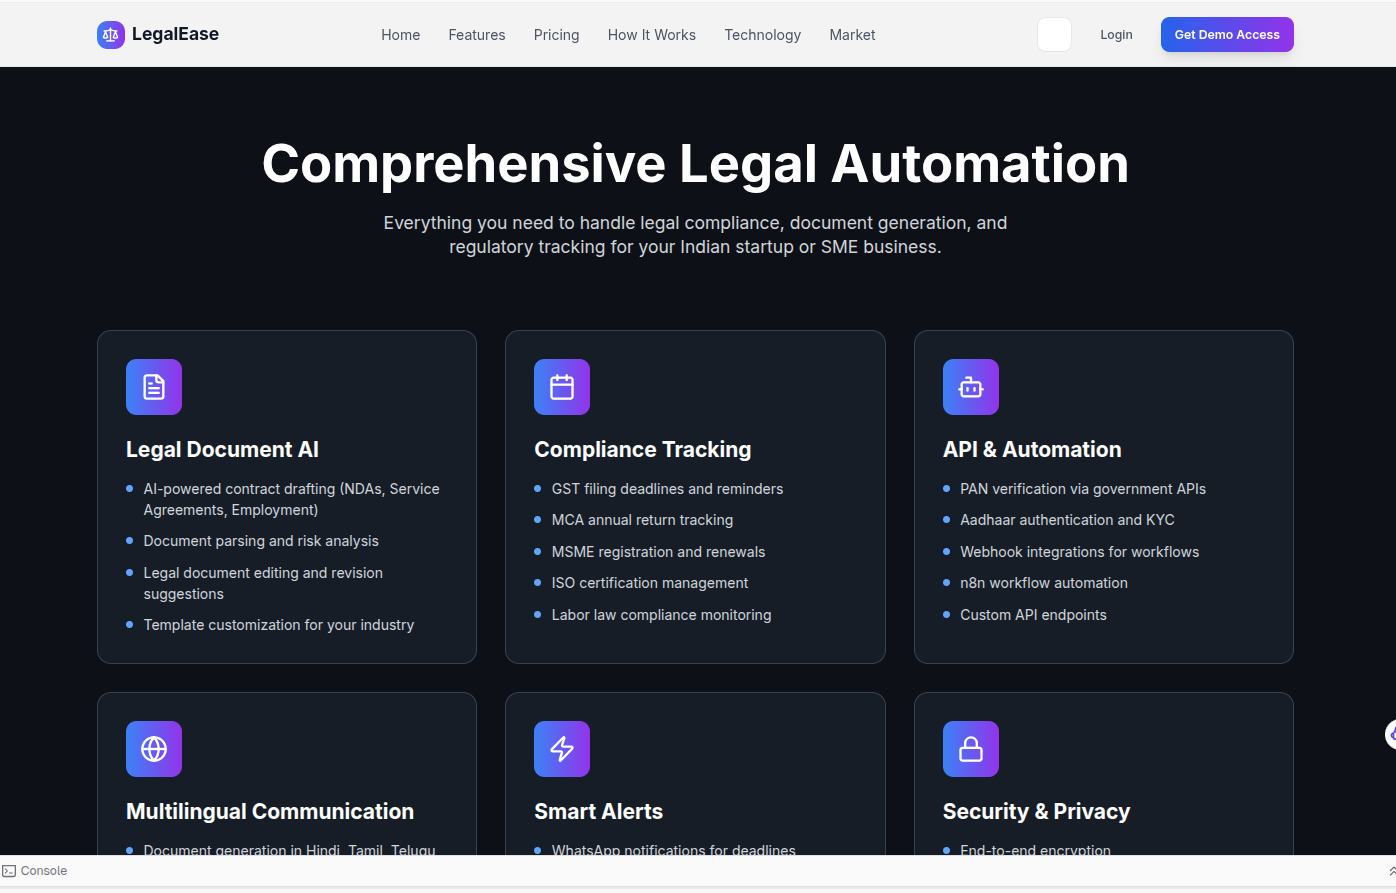 LegalEase
Home Features Pricing How It Works Technology Market
Login
Get Demo Access
Comprehensive Legal Automation
Everything you need to handle legal compliance, document generation, and
regulatory tracking for your Indian startup or SME business.
Legal Document AI
AI-powered contract drafting (NDAs, Service
Agreements, Employment)
Document parsing and risk analysis
Legal document editing and revision
suggestions
Template customization for your industry
Compliance Tracking
GST filing deadlines and reminders
MCA annual return tracking
MSME registration and renewals
ISO certification management
Labor law compliance monitoring
API & Automation
PAN verification via government APIs
Aadhaar authentication and KYC
Webhook integrations for workflows
n8n workflow automation
Custom API endpoints
Multilingual Communication
Document generation in Hindi, Tamil, Telugu
Smart Alerts
WhatsApp notifications for deadlines
Security & Privacy
End-to-end encryption
Console